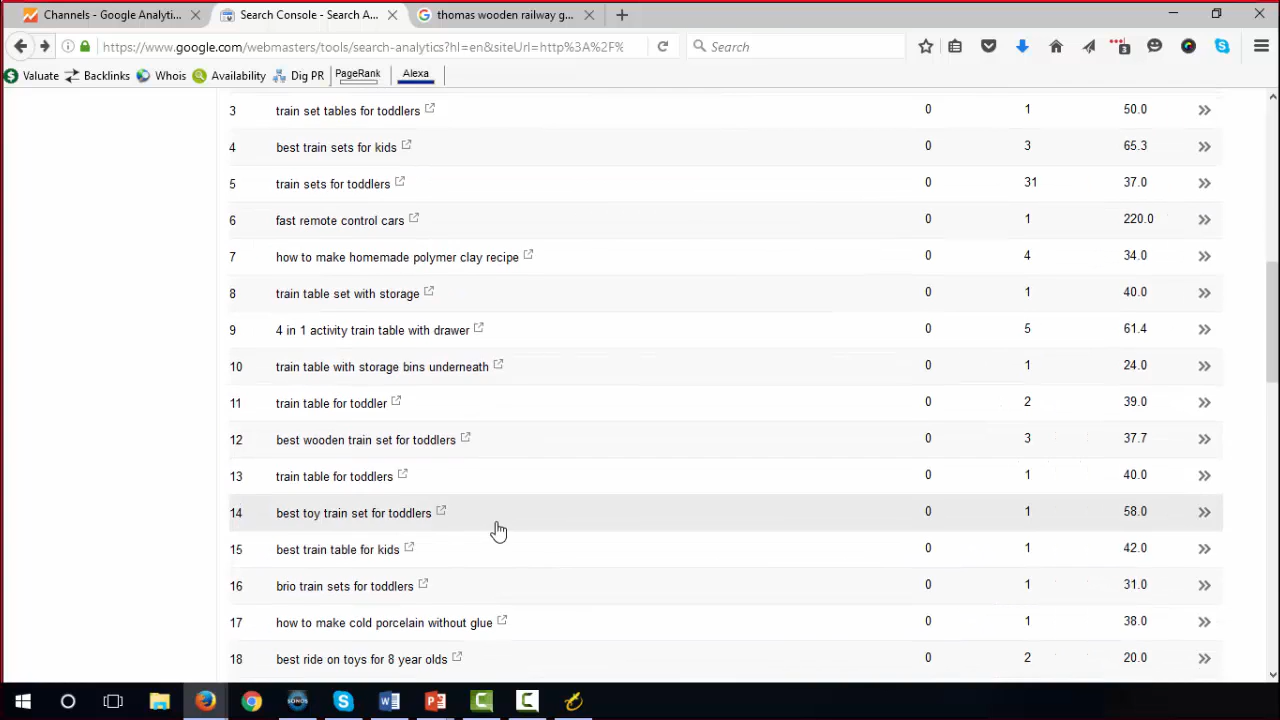 Channels - Google Analyti...
Search Console - Search A...
thomas wooden railway g...
https://www.google.com/webmasters/tools/search-analytics?hl=en&siteUrl=http%3A%2F%
Search
3
Valuate
Backlinks
Whois
Availability
Dig PR
PageRank
Alexa
3 train set tables for toddlers 0 1 50.0
4 best train sets for kids 0 3 65.3
5 train sets for toddlers 0 31 37.0
6 fast remote control cars 0 1 220.0
7 how to make homemade polymer clay recipe 0 4 34.0
8 train table set with storage 0 1 40.0
9 4 in 1 activity train table with drawer 0 5 61.4
10 train table with storage bins underneath 0 1 24.0
11 train table for toddler 0 2 39.0
12 best wooden train set for toddlers 0 3 37.7
13 train table for toddlers 0 1 40.0
14 best toy train set for toddlers 0 1 58.0
15 best train table for kids 0 1 42.0
16 brio train sets for toddlers 0 1 31.0
17 how to make cold porcelain without glue 0 1 38.0
18 best ride on toys for 8 year olds 0 2 20.0
SONOS